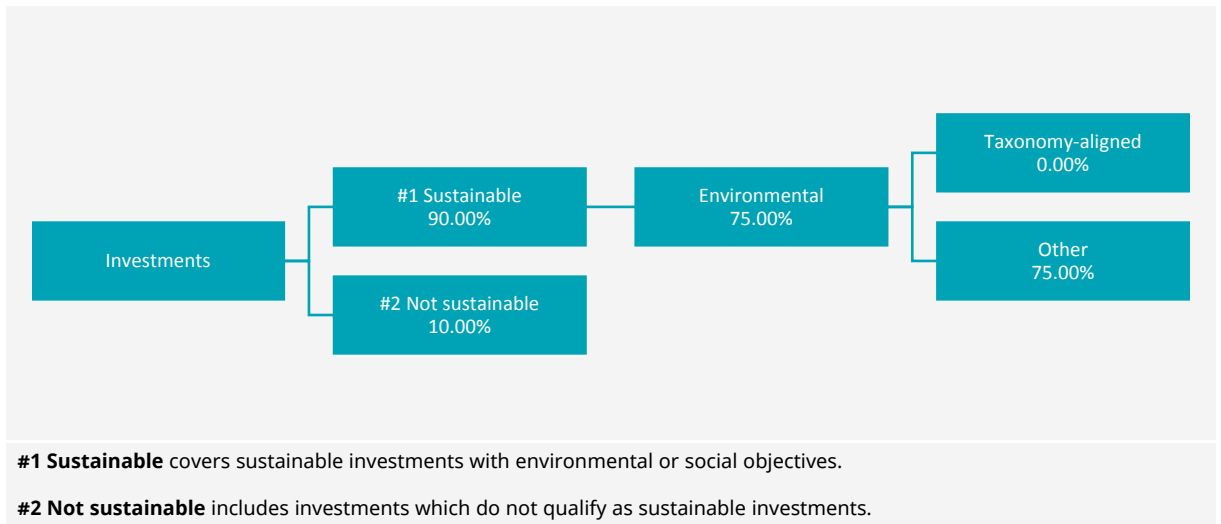 Investments
#1 Sustainable
90.00%
#2 Not sustainable
10.00%
Environmental
75.00%
Taxonomy-aligned
0.00%
Other
75.00%
#1 Sustainable covers sustainable investments with environmental or social objectives.
#2 Not sustainable includes investments which do not qualify as sustainable investments.